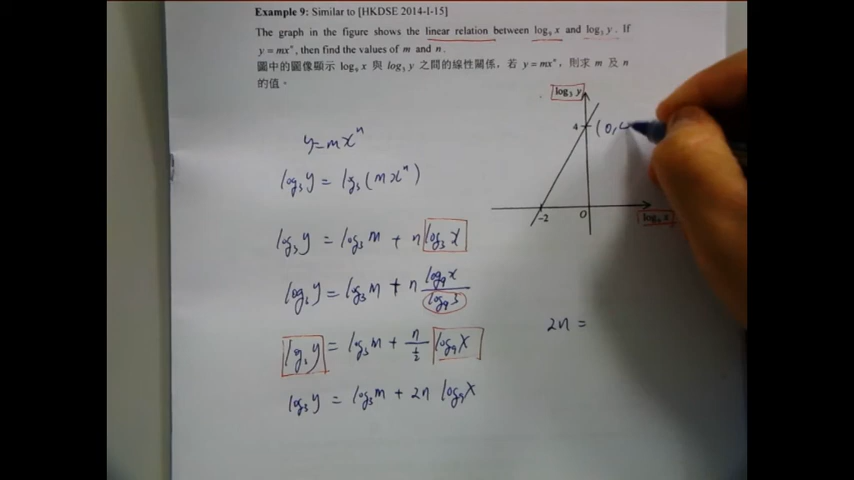 Example 9: Similar to [HKDSE 2014-I-15]
The graph in the figure shows the linear relation between log₉ x and log₃ y. If
y = mxⁿ, then find the values of m and n.
圖中的圖像顯示 log₉ x 與 log₃ y 之間的線性關係,若 y = mxⁿ,則求 m 及 n
的值。
log₃ y
4
(0,4
-2
O
log₉ x
y = mxⁿ
log₃ y = log₃ (mxⁿ)
log₃ y = log₃ m + n log₃ x
log₃ y = log₃ m + n log₉ x / log₉ 3
log₃ y = log₃ m + n/½ log₉ x
log₃ y = log₃ m + 2n log₉ x
2n =